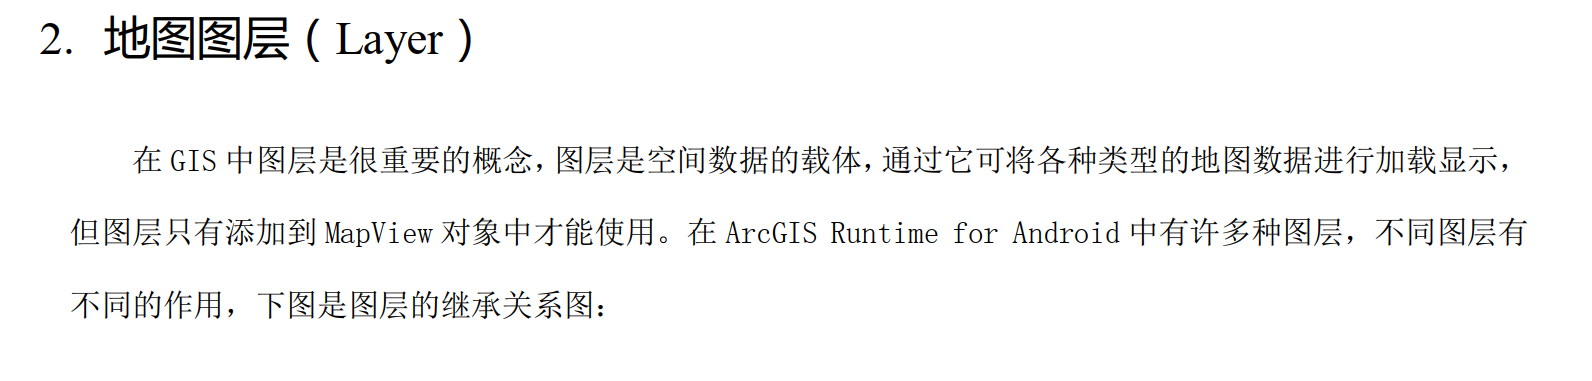 2. 地图图层（Layer）
在 GIS 中图层是很重要的概念，图层是空间数据的载体，通过它可将各种类型的地图数据进行加载显示，
但图层只有添加到 MapView 对象中才能使用。在 ArcGIS Runtime for Android 中有许多种图层，不同图层有
不同的作用，下图是图层的继承关系图：